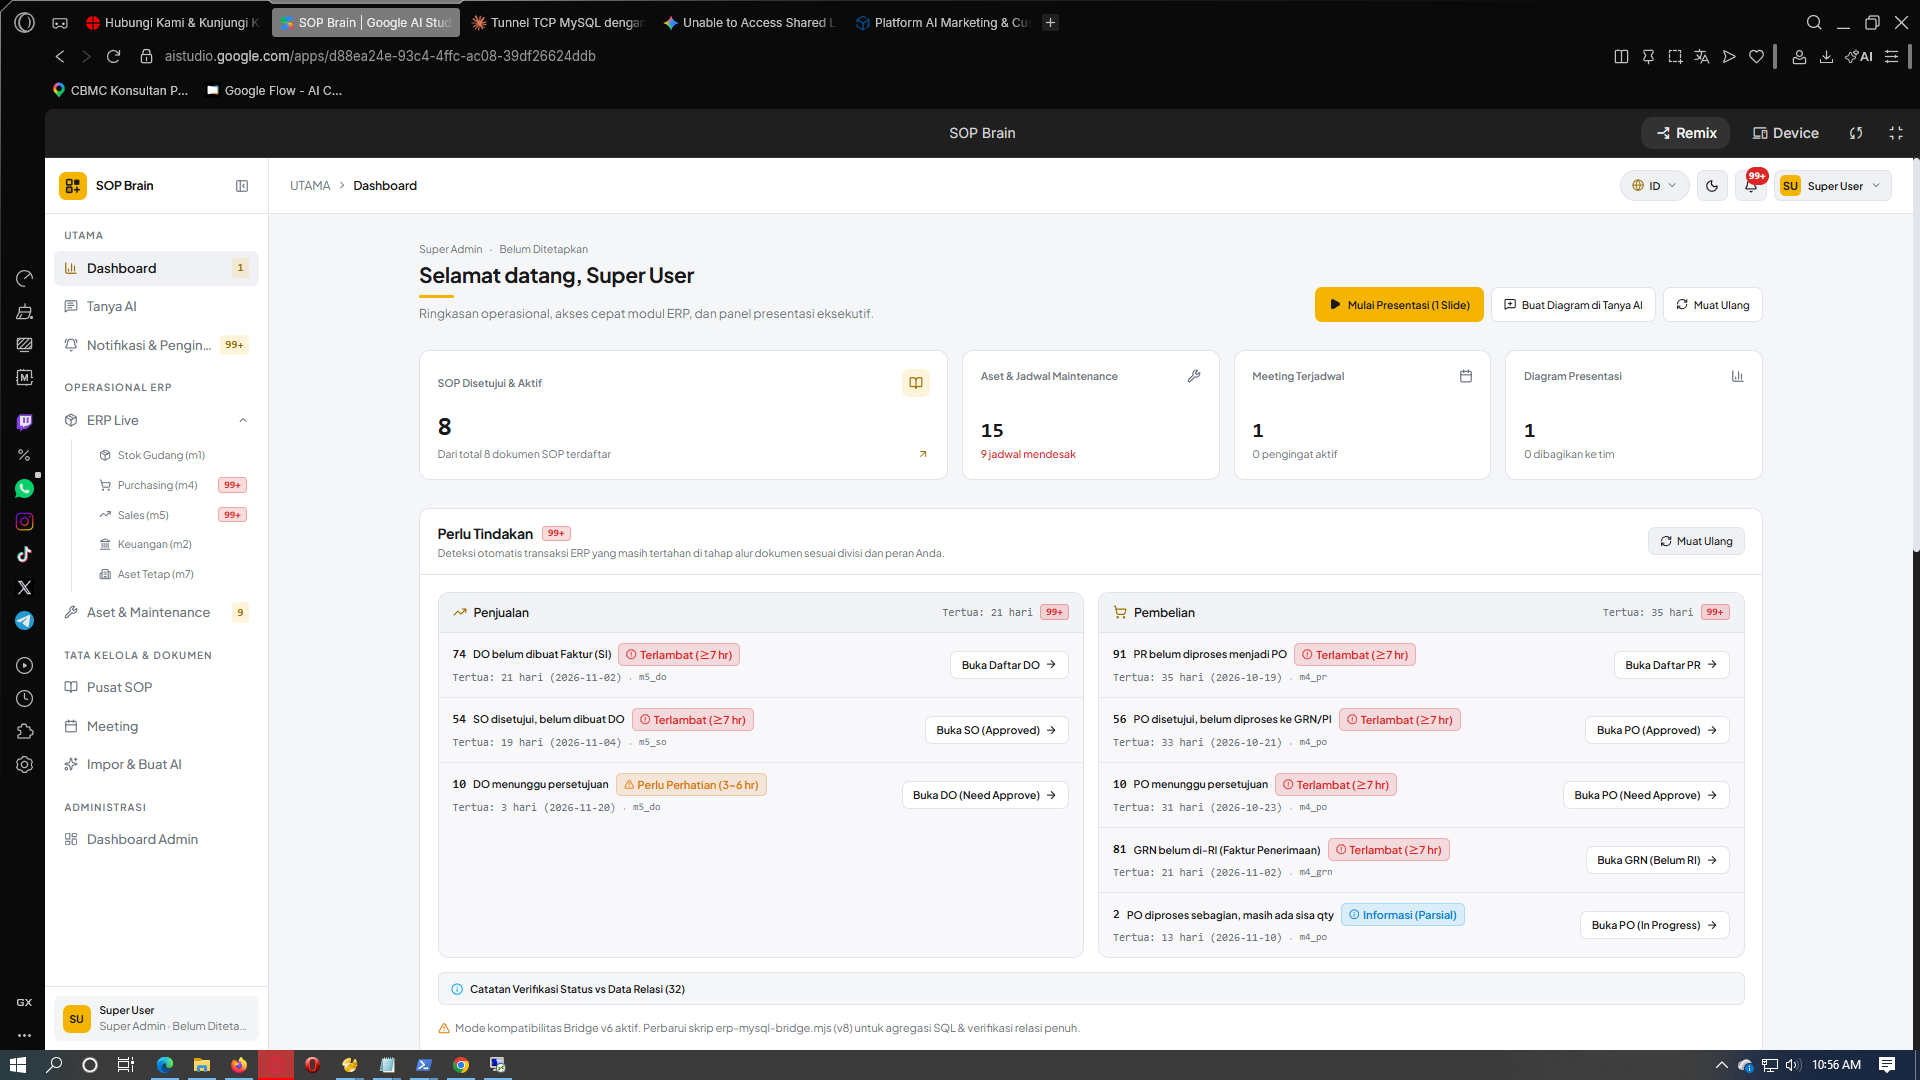 Hubungi Kami & Kunjungi K
SOP Brain | Google AI Stud
Tunnel TCP MySQL dengan
Unable to Access Shared L
Platform AI Marketing & Cu
aistudio.google.com/apps/d88ea24e-93c4-4ffc-ac08-39df26624ddb
AI
CBMC Konsultan P...
Google Flow - AI C...
SOP Brain
Remix
Device
SOP Brain
UTAMA > Dashboard
ID
99+
SU Super User
UTAMA
Dashboard 1
Tanya AI
Notifikasi & Pengin... 99+
OPERASIONAL ERP
ERP Live
Stok Gudang (m1)
Purchasing (m4) 99+
Sales (m5) 99+
Keuangan (m2)
Aset Tetap (m7)
Aset & Maintenance 9
TATA KELOLA & DOKUMEN
Pusat SOP
Meeting
Impor & Buat AI
ADMINISTRASI
Dashboard Admin
SU
Super User
Super Admin · Belum Diteta...
Super Admin · Belum Ditetapkan
Selamat datang, Super User
Ringkasan operasional, akses cepat modul ERP, dan panel presentasi eksekutif.
Mulai Presentasi (1 Slide)
Buat Diagram di Tanya AI
Muat Ulang
SOP Disetujui & Aktif
8
Dari total 8 dokumen SOP terdaftar
Aset & Jadwal Maintenance
15
9 jadwal mendesak
Meeting Terjadwal
1
0 pengingat aktif
Diagram Presentasi
1
0 dibagikan ke tim
Perlu Tindakan 99+
Deteksi otomatis transaksi ERP yang masih tertahan di tahap alur dokumen sesuai divisi dan peran Anda.
Muat Ulang
Penjualan Tertua: 21 hari 99+
74 DO belum dibuat Faktur (SI) Terlambat (≥7 hr)
Tertua: 21 hari (2026-11-02) · m5_do
Buka Daftar DO →
54 SO disetujui, belum dibuat DO Terlambat (≥7 hr)
Tertua: 19 hari (2026-11-04) · m5_so
Buka SO (Approved) →
10 DO menunggu persetujuan Perlu Perhatian (3–6 hr)
Tertua: 3 hari (2026-11-20) · m5_do
Buka DO (Need Approve) →
Pembelian Tertua: 35 hari 99+
91 PR belum diproses menjadi PO Terlambat (≥7 hr)
Tertua: 35 hari (2026-10-19) · m4_pr
Buka Daftar PR →
56 PO disetujui, belum diproses ke GRN/PI Terlambat (≥7 hr)
Tertua: 33 hari (2026-10-21) · m4_po
Buka PO (Approved) →
10 PO menunggu persetujuan Terlambat (≥7 hr)
Tertua: 31 hari (2026-10-23) · m4_po
Buka PO (Need Approve) →
81 GRN belum di-RI (Faktur Penerimaan) Terlambat (≥7 hr)
Tertua: 21 hari (2026-11-02) · m4_grn
Buka GRN (Belum RI) →
2 PO diproses sebagian, masih ada sisa qty Informasi (Parsial)
Tertua: 13 hari (2026-11-10) · m4_po
Buka PO (In Progress) →
Catatan Verifikasi Status vs Data Relasi (32)
Mode kompatibilitas Bridge v6 aktif. Perbarui skrip erp-mysql-bridge.mjs (v8) untuk agregasi SQL & verifikasi relasi penuh.
GX
10:56 AM